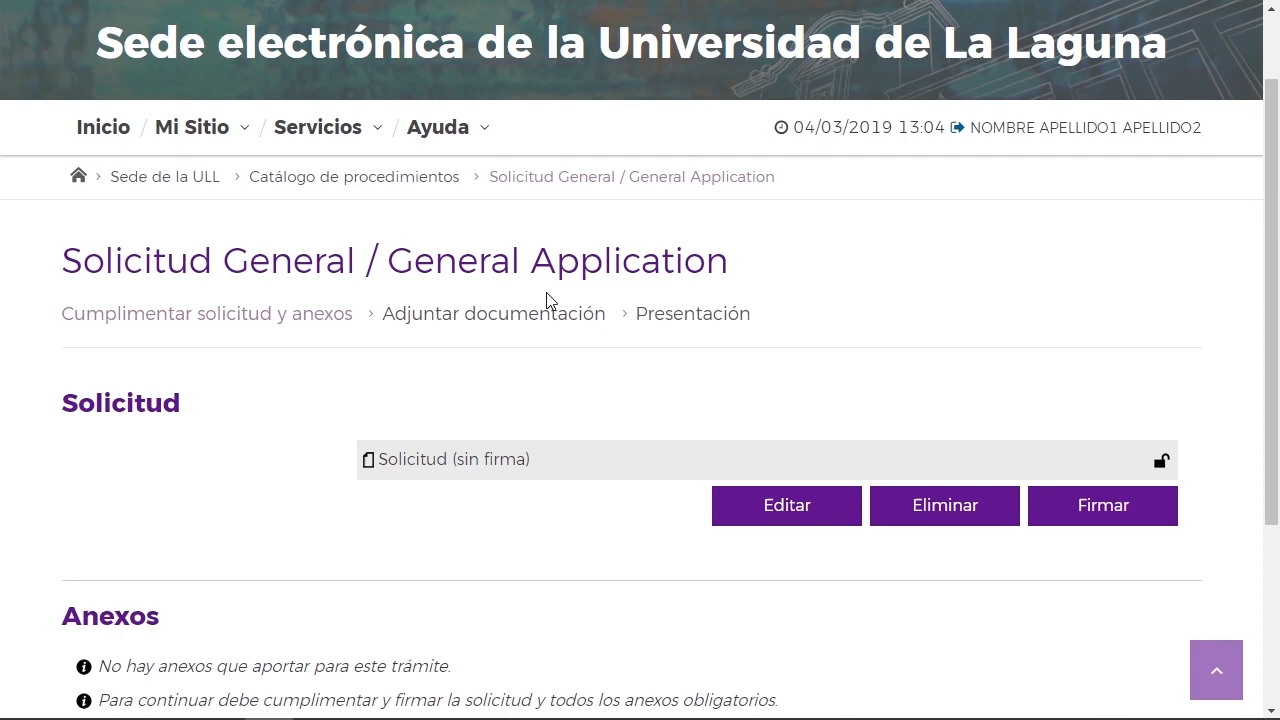 Sede electrónica de la Universidad de La Laguna
Inicio / Mi Sitio / Servicios / Ayuda 04/03/2019 13:04 NOMBRE APELLIDO1 APELLIDO2
Sede de la ULL › Catálogo de procedimientos › Solicitud General / General Application
Solicitud General / General Application
Cumplimentar solicitud y anexos › Adjuntar documentación › Presentación
Solicitud
Solicitud (sin firma)
Editar Eliminar Firmar
Anexos
No hay anexos que aportar para este trámite.
Para continuar debe cumplimentar y firmar la solicitud y todos los anexos obligatorios.